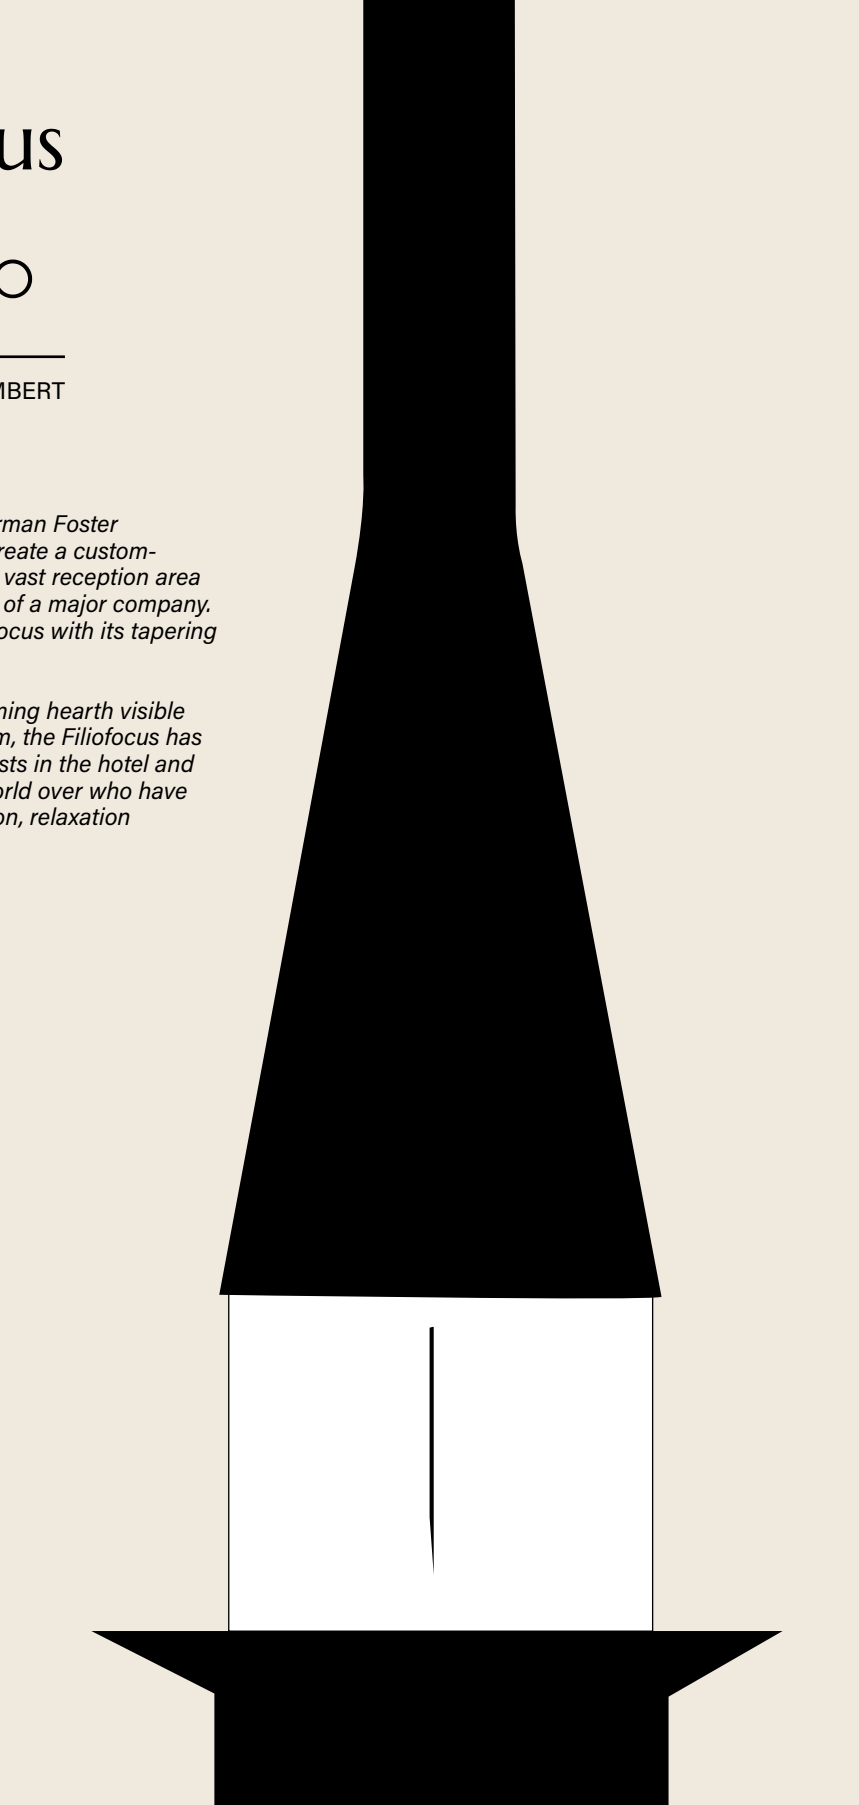 us
O
MBERT
rman Foster
reate a custom-
vast reception area
of a major company.
ocus with its tapering
ning hearth visible
m, the Filiofocus has
sts in the hotel and
orld over who have
on, relaxation